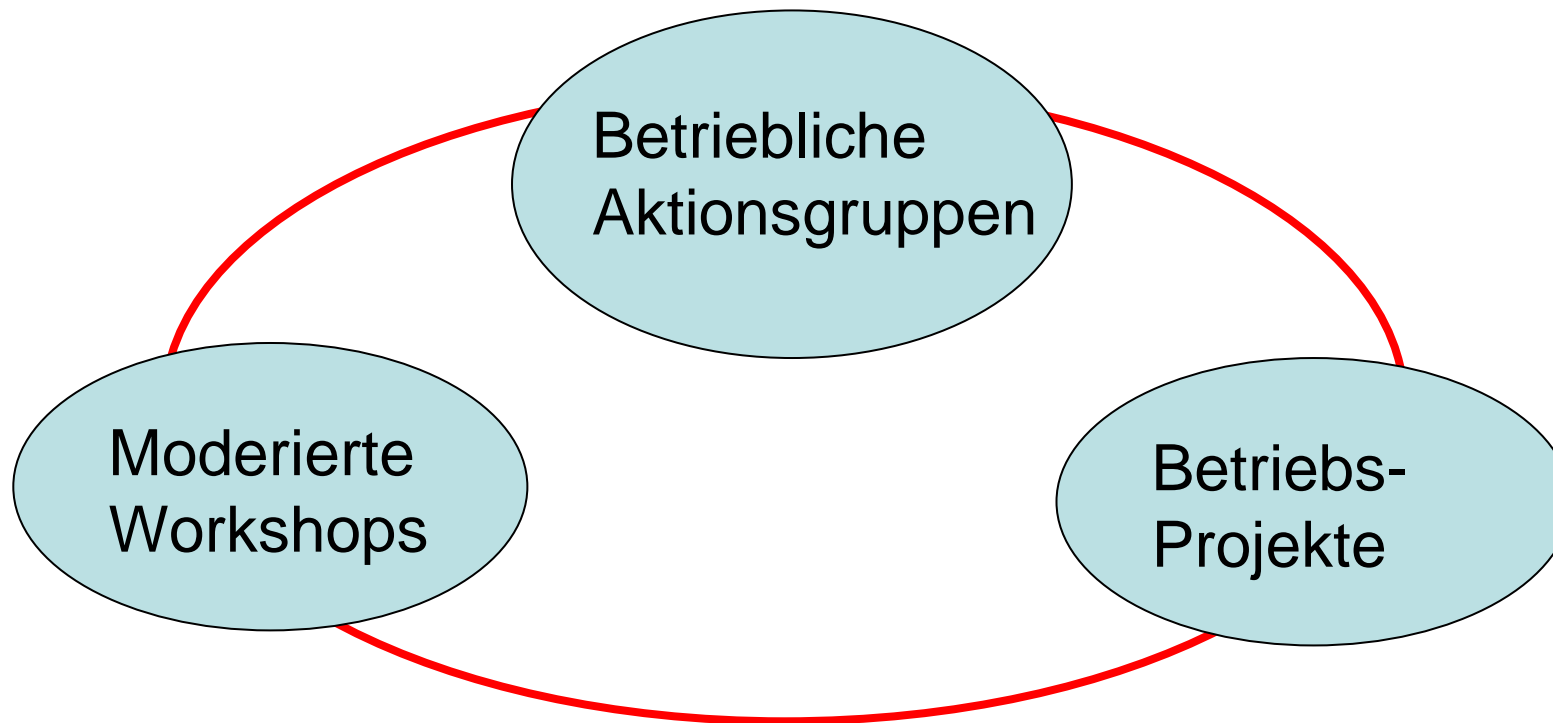 Betriebliche
Aktionsgruppen
Moderierte
Workshops
Betriebs-
Projekte